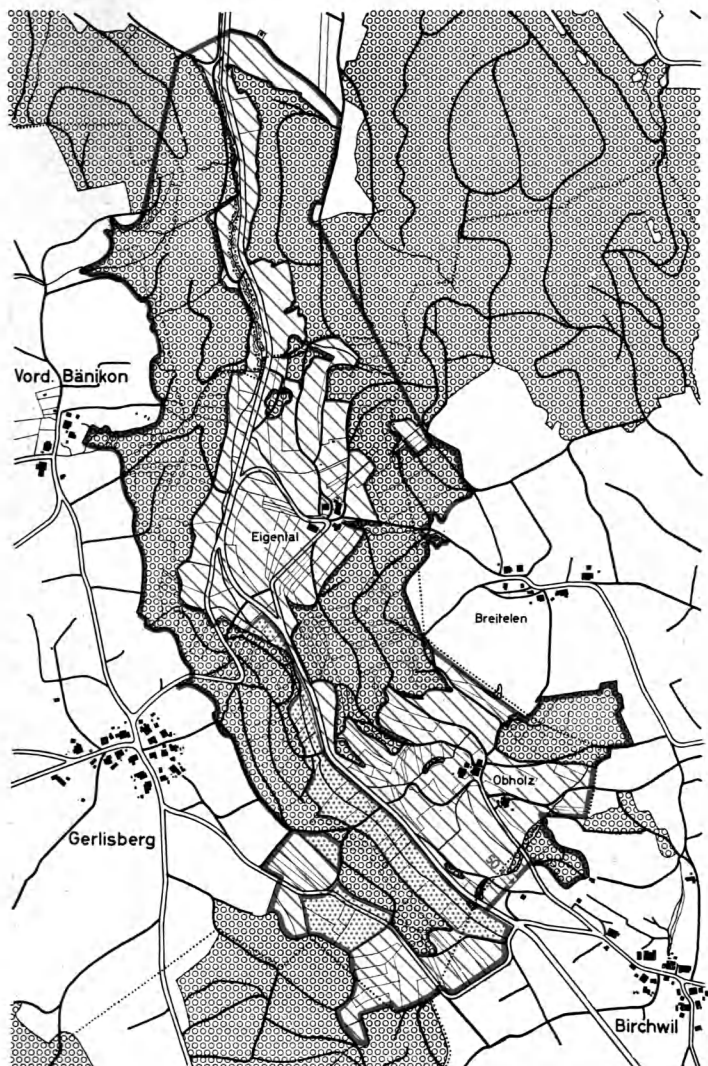 Vord. Bänikon
Eigental
Breitelen
Obholz
Gerlisberg
Birchwil